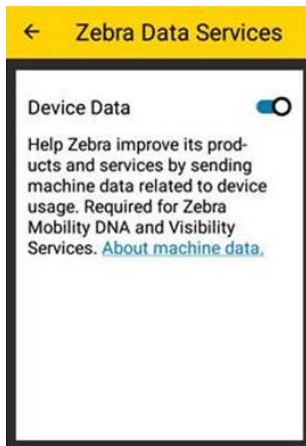 Zebra Data Services
Device Data
Help Zebra improve its prod-
ucts and services by sending
machine data related to device
usage. Required for Zebra
Mobility DNA and Visibility
Services. About machine data.